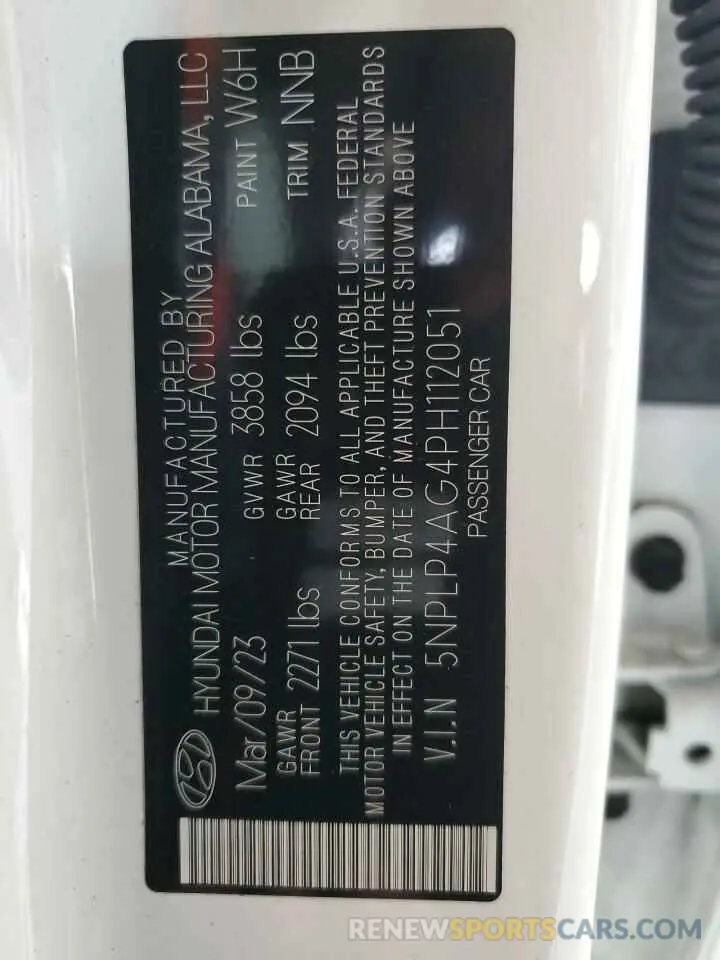 MANUFACTURED BY
HYUNDAI MOTOR MANUFACTURING ALABAMA, LLC
Mar/09/23 GVWR 3858 lbs PAINT W6H
GAWR FRONT 2271 lbs GAWR REAR 2094 lbs TRIM NNB
THIS VEHICLE CONFORMS TO ALL APPLICABLE U.S.A. FEDERAL
MOTOR VEHICLE SAFETY, BUMPER, AND THEFT PREVENTION STANDARDS
IN EFFECT ON THE DATE OF MANUFACTURE SHOWN ABOVE
V.I.N 5NPLP4AG4PH112051
PASSENGER CAR
RENEWSPORTSCARS.COM